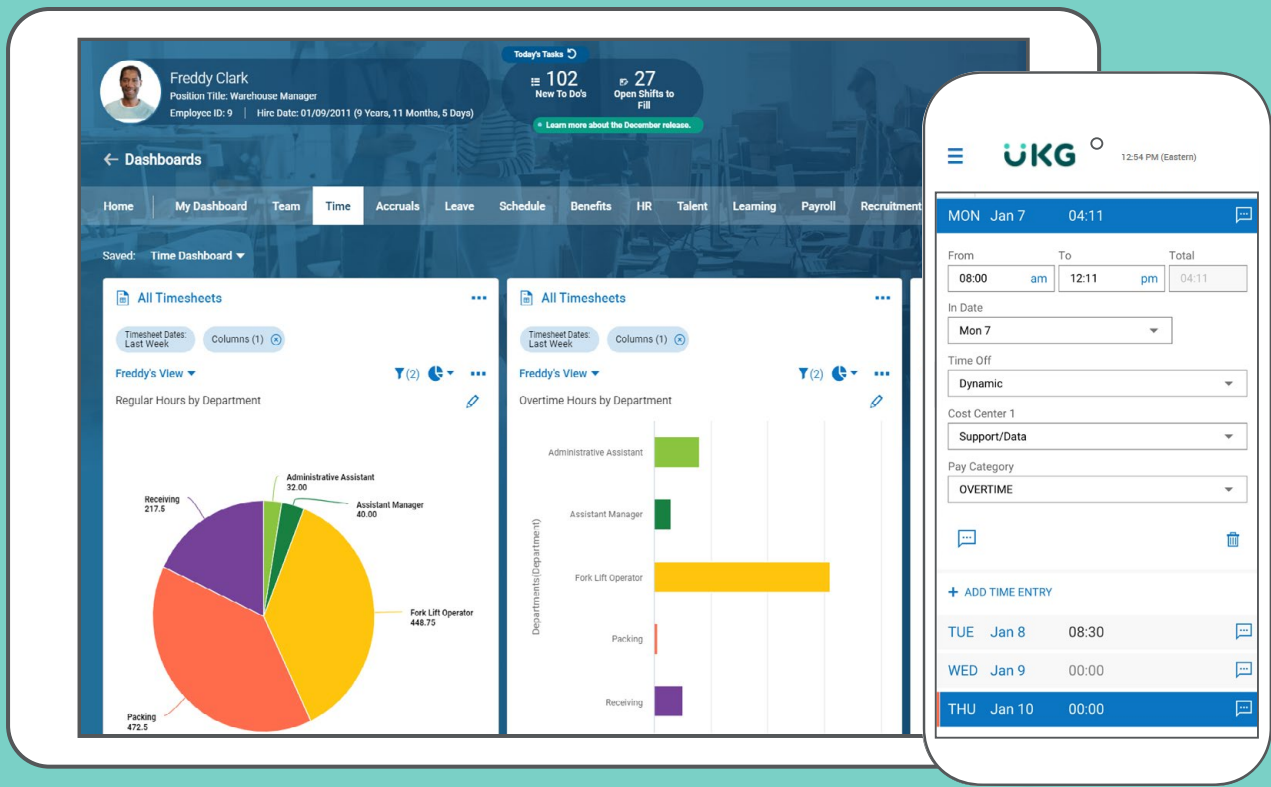 Today's Tasks
Freddy Clark
Position Title: Warehouse Manager
Employee ID: 9 | Hire Date: 01/09/2011 (9 Years, 11 Months, 5 Days)
102
New To Do's
27
Open Shifts to
Fill
Learn more about the December release.
Dashboards
Home My Dashboard Team Time Accruals Leave Schedule Benefits HR Talent Learning Payroll Recruitment
Saved: Time Dashboard
All Timesheets
Timesheet Dates:
Last Week
Columns (1)
Freddy's View
(2)
Regular Hours by Department
Administrative Assistant
32.00
Assistant Manager
40.00
Receiving
217.5
Fork Lift Operator
448.75
Packing
472.5
All Timesheets
Timesheet Dates:
Last Week
Columns (1)
Freddy's View
(2)
Overtime Hours by Department
Departments(Department)
Administrative Assistant
Assistant Manager
Fork Lift Operator
Packing
Receiving
UKG
12:54 PM (Eastern)
MON Jan 7 04:11
From To Total
08:00 am 12:11 pm 04:11
In Date
Mon 7
Time Off
Dynamic
Cost Center 1
Support/Data
Pay Category
OVERTIME
+ ADD TIME ENTRY
TUE Jan 8 08:30
WED Jan 9 00:00
THU Jan 10 00:00